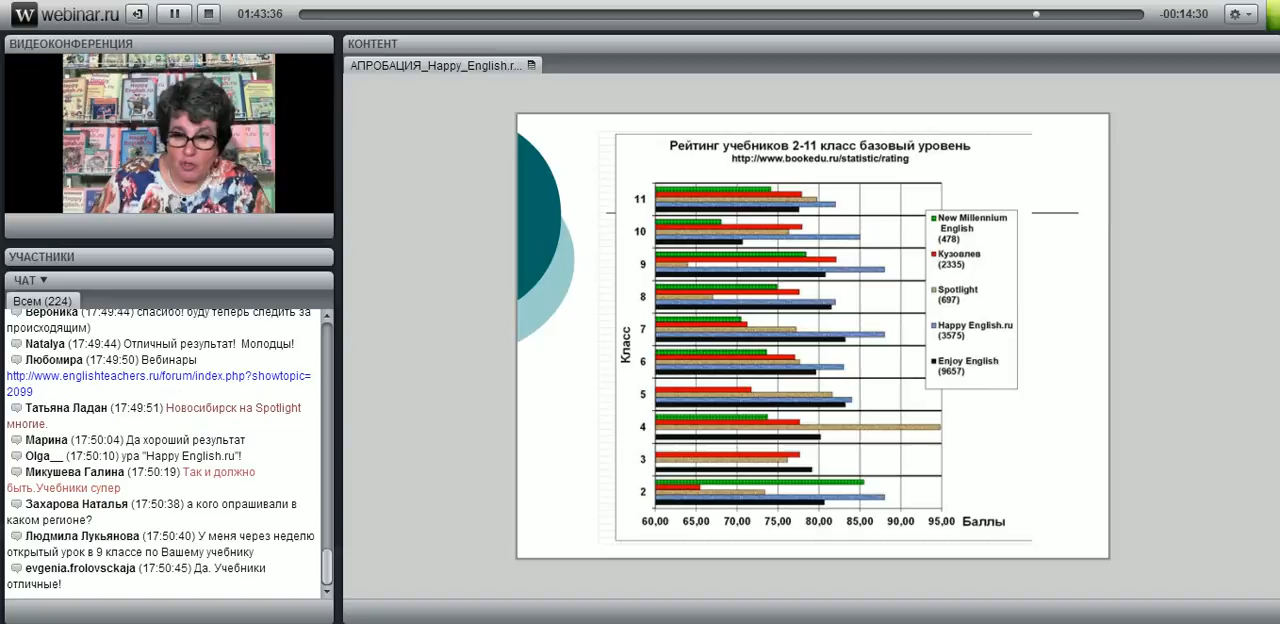 W webinar.ru
01:43:36
-00:14:30
ВИДЕОКОНФЕРЕНЦИЯ
УЧАСТНИКИ
ЧАТ ▼
Всем (224)
Вероника (17:49:44) спасибо! буду теперь следить за
происходящим)
Natalya (17:49:44) Отличный результат! Молодцы!
Любомира (17:49:50) Вебинары
http://www.englishteachers.ru/forum/index.php?showtopic=
2099
Татьяна Ладан (17:49:51) Новосибирск на Spotlight
многие.
Марина (17:50:04) Да хороший результат
Olga__ (17:50:10) ура "Happy English.ru"!
Микушева Галина (17:50:19) Так и должно
быть.Учебники супер
Захарова Наталья (17:50:38) а кого опрашивали в
каком регионе?
Людмила Лукьянова (17:50:40) У меня через неделю
открытый урок в 9 классе по Вашему учебнику
evgenia.frolovsckaja (17:50:45) Да. Учебники
отличные!
КОНТЕНТ
АПРОБАЦИЯ_Happy_English.r...
Рейтинг учебников 2-11 класс базовый уровень
http://www.bookedu.ru/statistic/rating
Класс
11
10
9
8
7
6
5
4
3
2
60,00 65,00 70,00 75,00 80,00 85,00 90,00 95,00 Баллы
New Millennium
English
(478)
Кузовлев
(2335)
Spotlight
(697)
Happy English.ru
(3575)
Enjoy English
(9657)